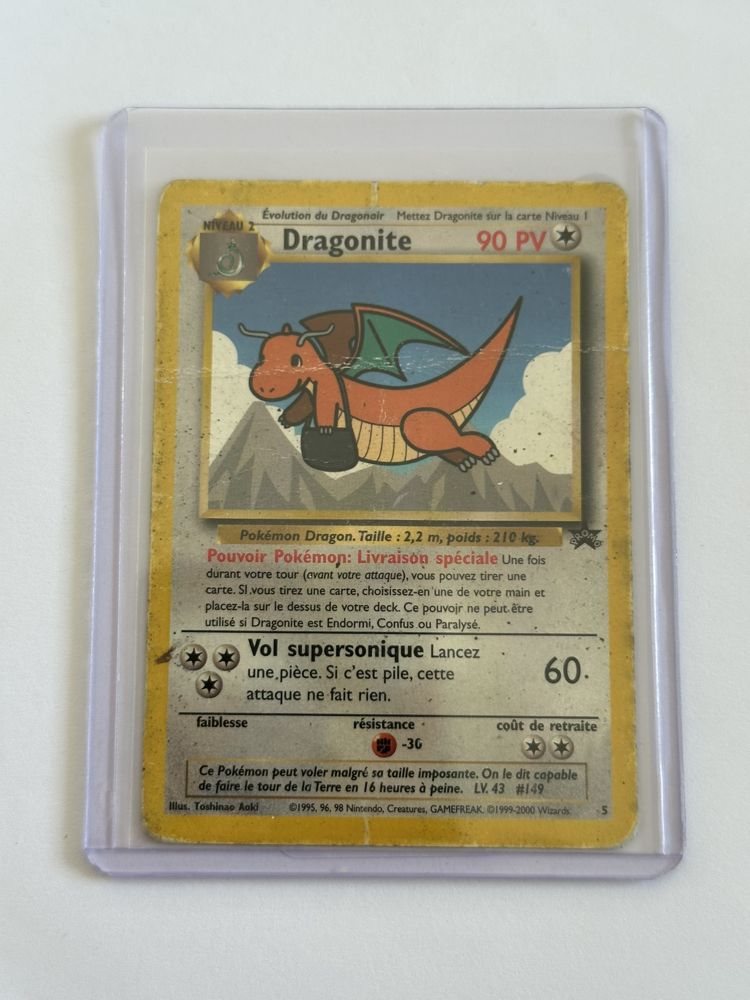 Évolution du Dragonair Mettez Dragonite sur la carte Niveau 1
NIVEAU 2
Dragonite 90 PV
Pokémon Dragon. Taille : 2,2 m, poids : 210 kg.
PROMO
Pouvoir Pokémon: Livraison spéciale Une fois
durant votre tour (avant votre attaque), vous pouvez tirer une
carte. SI vous tirez une carte, choisissez-en une de votre main et
placez-la sur le dessus de votre deck. Ce pouvoir ne peut être
utilisé si Dragonite est Endormi, Confus ou Paralysé.
Vol supersonique Lancez
une pièce. Si c'est pile, cette
attaque ne fait rien.
60
faiblesse résistance coût de retraite
-30
Ce Pokémon peut voler malgré sa taille imposante. On le dit capable
de faire le tour de la Terre en 16 heures à peine. LV. 43 #149
Illus. Toshinao Aoki ©1995, 96, 98 Nintendo, Creatures, GAMEFREAK. ©1999-2000 Wizards. 5